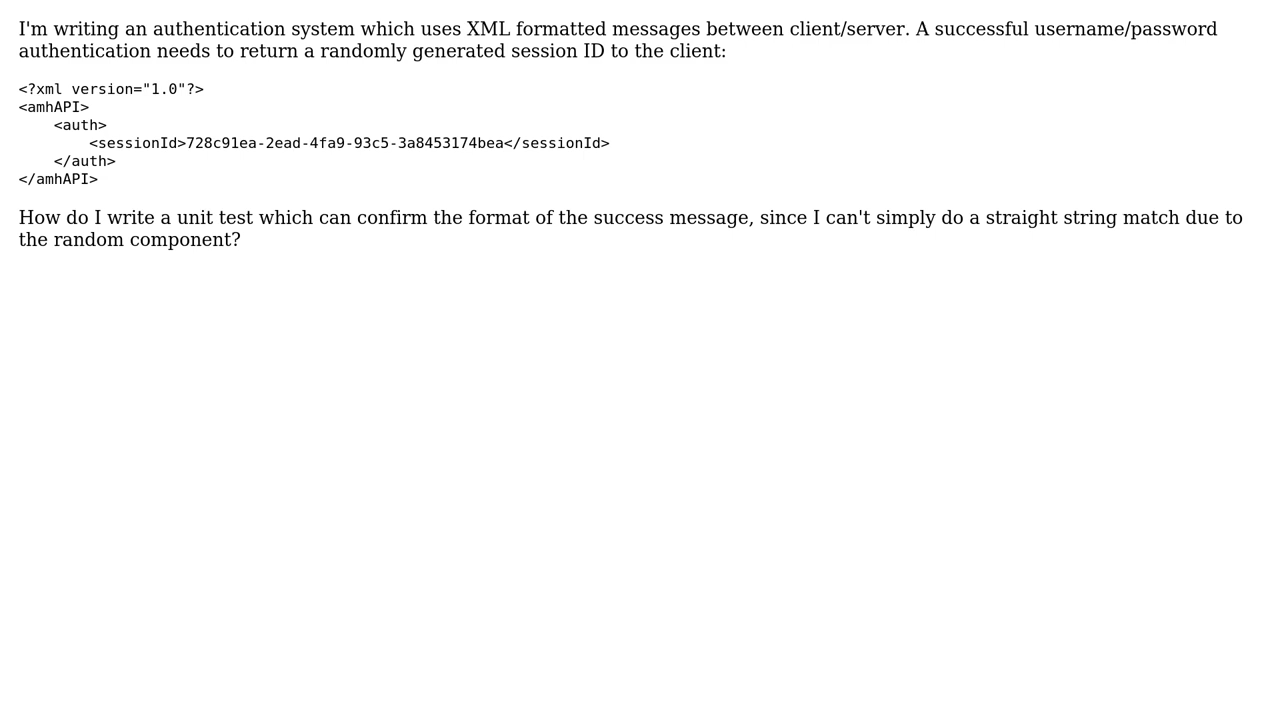 I'm writing an authentication system which uses XML formatted messages between client/server. A successful username/password
authentication needs to return a randomly generated session ID to the client:
<?xml version="1.0"?>
<amhAPI>
    <auth>
        <sessionId>728c91ea-2ead-4fa9-93c5-3a8453174bea</sessionId>
    </auth>
</amhAPI>
How do I write a unit test which can confirm the format of the success message, since I can't simply do a straight string match due to
the random component?